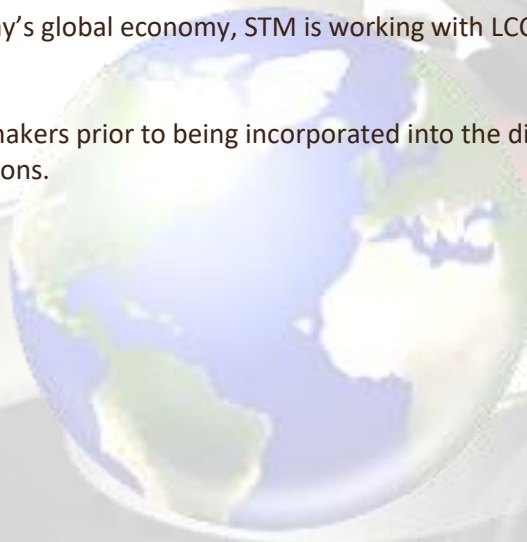 y’s global economy, STM is working with LCC
makers prior to being incorporated into the di
ons.